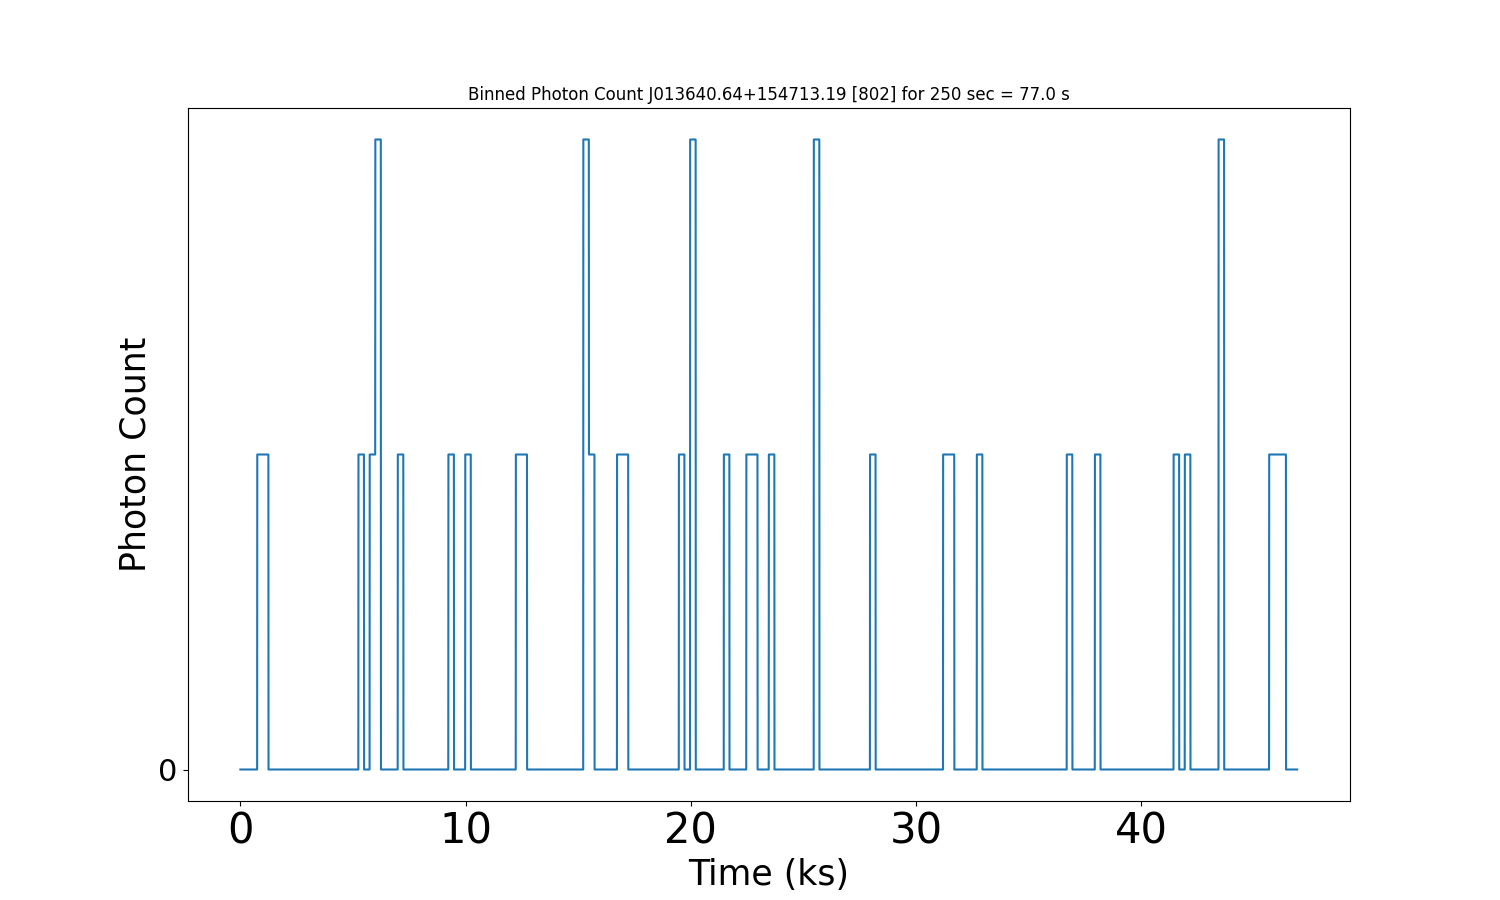 Binned Photon Count J013640.64+154713.19 [802] for 250 sec = 77.0 s
Photon Count
0
0 10 20 30 40
Time (ks)